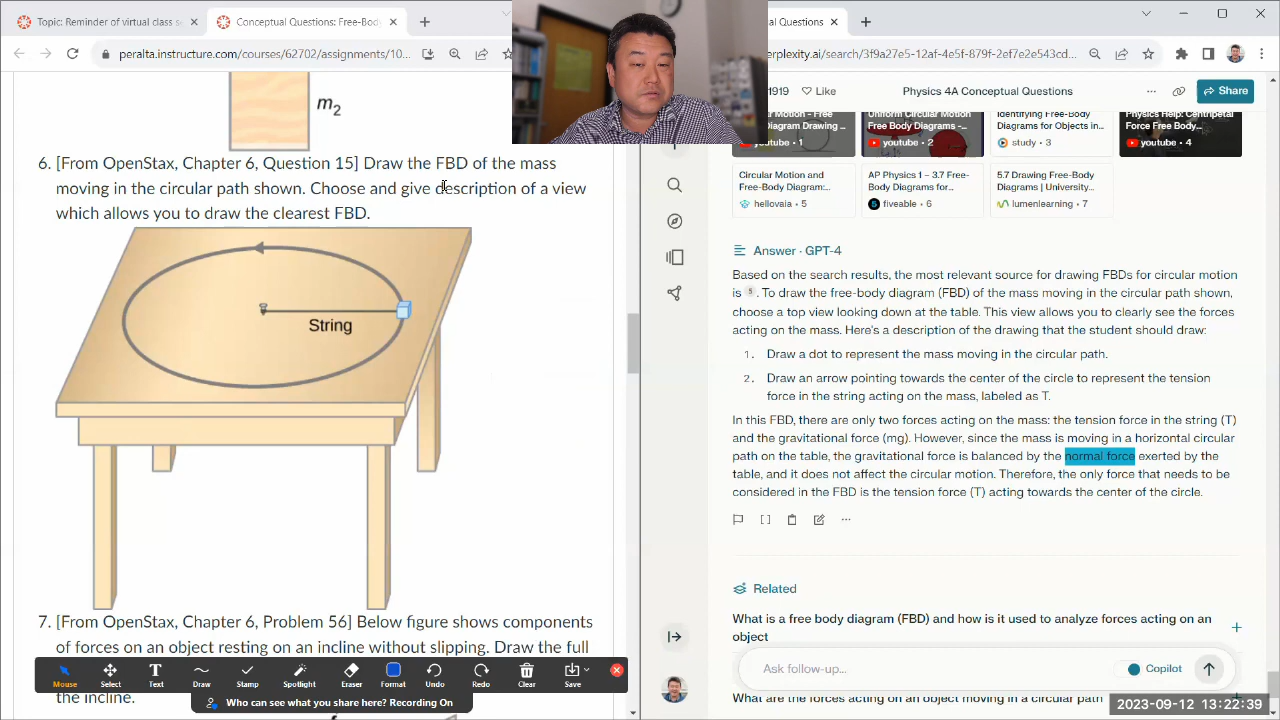 Topic: Reminder of virtual class s
Conceptual Questions: Free-Body
al Questions
peralta.instructure.com/courses/62702/assignments/10...
m₂
6. [From OpenStax, Chapter 6, Question 15] Draw the FBD of the mass
moving in the circular path shown. Choose and give description of a view
which allows you to draw the clearest FBD.
String
7. [From OpenStax, Chapter 6, Problem 56] Below figure shows components
of forces on an object resting on an incline without slipping. Draw the full
the incline.
Mouse
Select
Text
Draw
Stamp
Spotlight
Eraser
Format
Undo
Redo
Clear
Save
Who can see what you share here? Recording On
1919
Like
Physics 4A Conceptual Questions
Share
ar Motion - Free
Diagram Drawing ...
youtube • 1
Uniform Circular
Body Diagrams -...
youtube • 2
Identifying Free-Body
Diagrams for Objects in...
study • 3
Physics Help: Centripetal
Force Free Body...
youtube • 4
Circular Motion and
Free-Body Diagram:...
hellovaia • 5
AP Physics 1 – 3.7 Free-
Body Diagrams for...
fiveable • 6
5.7 Drawing Free-Body
Diagrams | University...
lumenlearning • 7
Answer · GPT-4
Based on the search results, the most relevant source for drawing FBDs for circular motion
is 5 . To draw the free-body diagram (FBD) of the mass moving in the circular path shown,
choose a top view looking down at the table. This view allows you to clearly see the forces
acting on the mass. Here's a description of the drawing that the student should draw:
1. Draw a dot to represent the mass moving in the circular path.
2. Draw an arrow pointing towards the center of the circle to represent the tension
force in the string acting on the mass, labeled as T.
In this FBD, there are only two forces acting on the mass: the tension force in the string (T)
and the gravitational force (mg). However, since the mass is moving in a horizontal circular
path on the table, the gravitational force is balanced by the normal force exerted by the
table, and it does not affect the circular motion. Therefore, the only force that needs to be
considered in the FBD is the tension force (T) acting towards the center of the circle.
Related
What is a free body diagram (FBD) and how is it used to analyze forces acting on an
object
Ask follow-up...
Copilot
What are the forces acting on an object moving in a circular path
2023-09-12 13:22:39